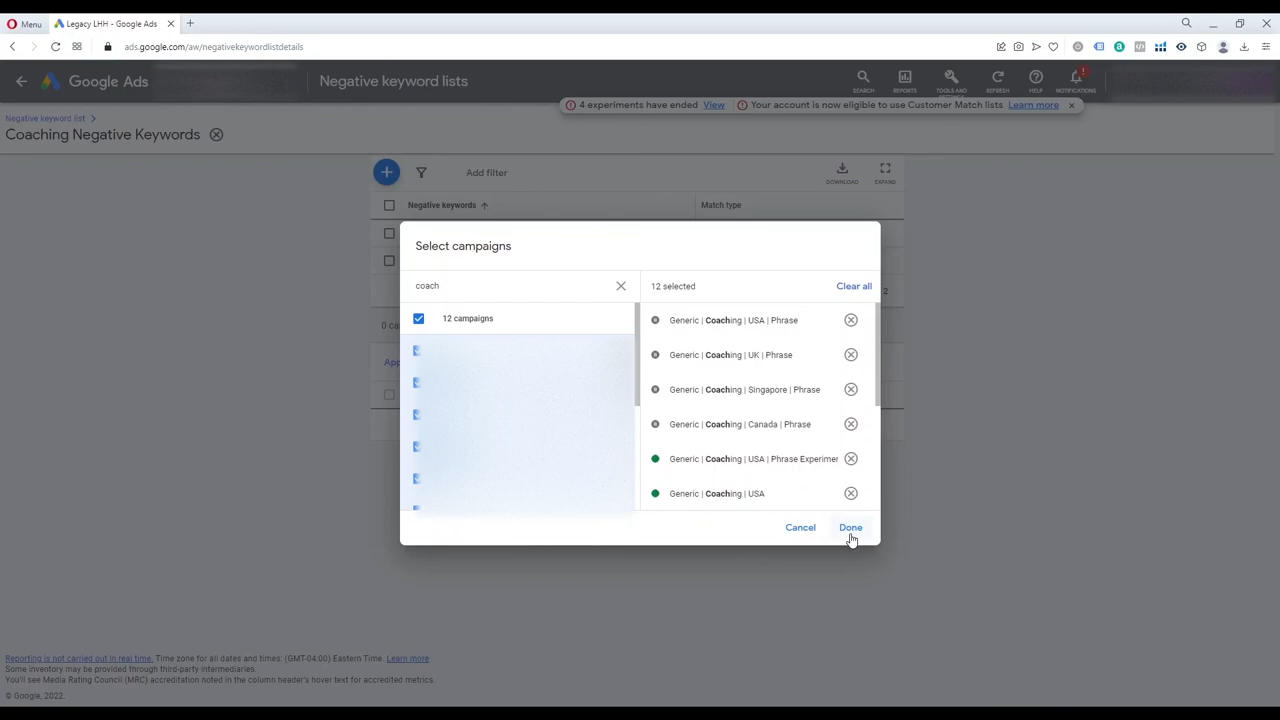 Menu
Legacy LHH - Google Ads
ads.google.com/aw/negativekeywordlistdetails
Google Ads
Negative keyword lists
SEARCH
REPORTS
TOOLS AND
SETTINGS
REFRESH
HELP
NOTIFICATIONS
4 experiments have ended View
Your account is now eligible to use Customer Match lists Learn more
Negative keyword list
Coaching Negative Keywords
Add filter
DOWNLOAD
EXPAND
Negative keywords
Match type
Select campaigns
coach
12 selected
Clear all
12 campaigns
Generic | Coaching | USA | Phrase
Generic | Coaching | UK | Phrase
Generic | Coaching | Singapore | Phrase
Generic | Coaching | Canada | Phrase
Generic | Coaching | USA | Phrase Experimer
Generic | Coaching | USA
2
0 ca
App
Cancel
Done
Reporting is not carried out in real time. Time zone for all dates and times: (GMT-04:00) Eastern Time. Learn more
Some inventory may be provided through third-party intermediaries.
You'll see Media Rating Council (MRC) accreditation noted in the column header's hover text for accredited metrics.
© Google, 2022.